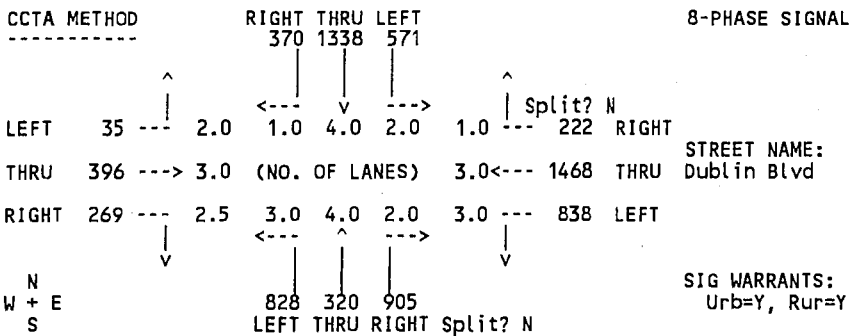 CCTA METHOD RIGHT THRU LEFT 8-PHASE SIGNAL
----------- 370 1338 571
^ ^
<--- v ---> Split? N
LEFT 35 --- 2.0 1.0 4.0 2.0 1.0 --- 222 RIGHT
STREET NAME:
THRU 396 ---> 3.0 (NO. OF LANES) 3.0<--- 1468 THRU Dublin Blvd
RIGHT 269 --- 2.5 3.0 4.0 2.0 3.0 --- 838 LEFT
<--- ^ --->
v v
N SIG WARRANTS:
W + E 828 320 905 Urb=Y, Rur=Y
S LEFT THRU RIGHT Split? N